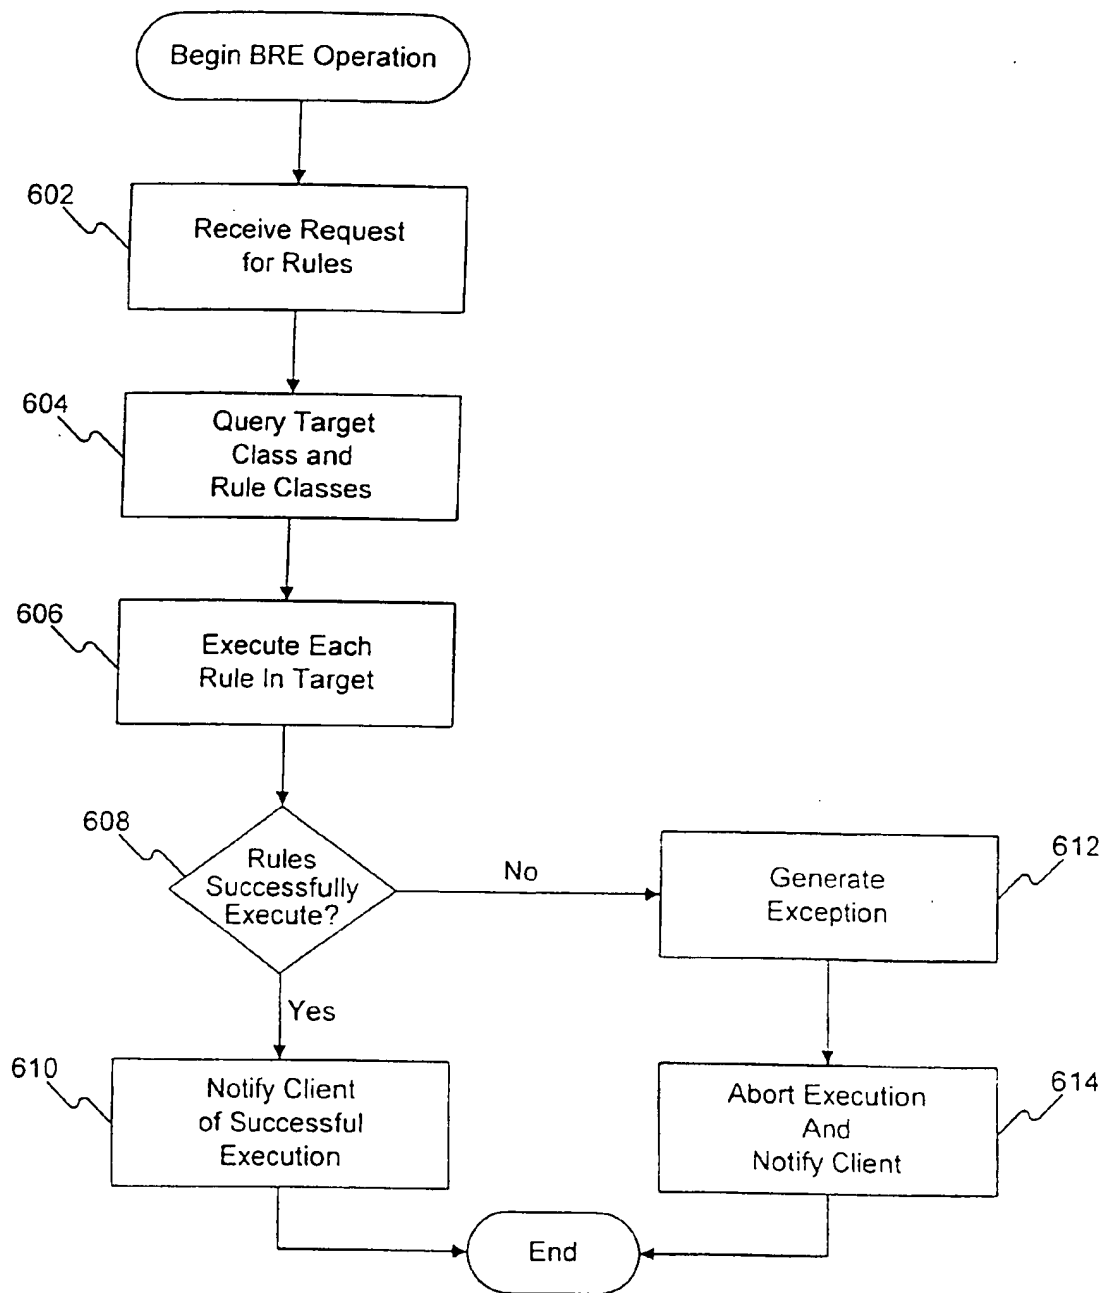 Begin BRE Operation
602
Receive Request
for Rules
604
Query Target
Class and
Rule Classes
606
Execute Each
Rule In Target
608
Rules
Successfully
Execute?
No
612
Generate
Exception
Yes
610
Notify Client
of Successful
Execution
614
Abort Execution
And
Notify Client
End